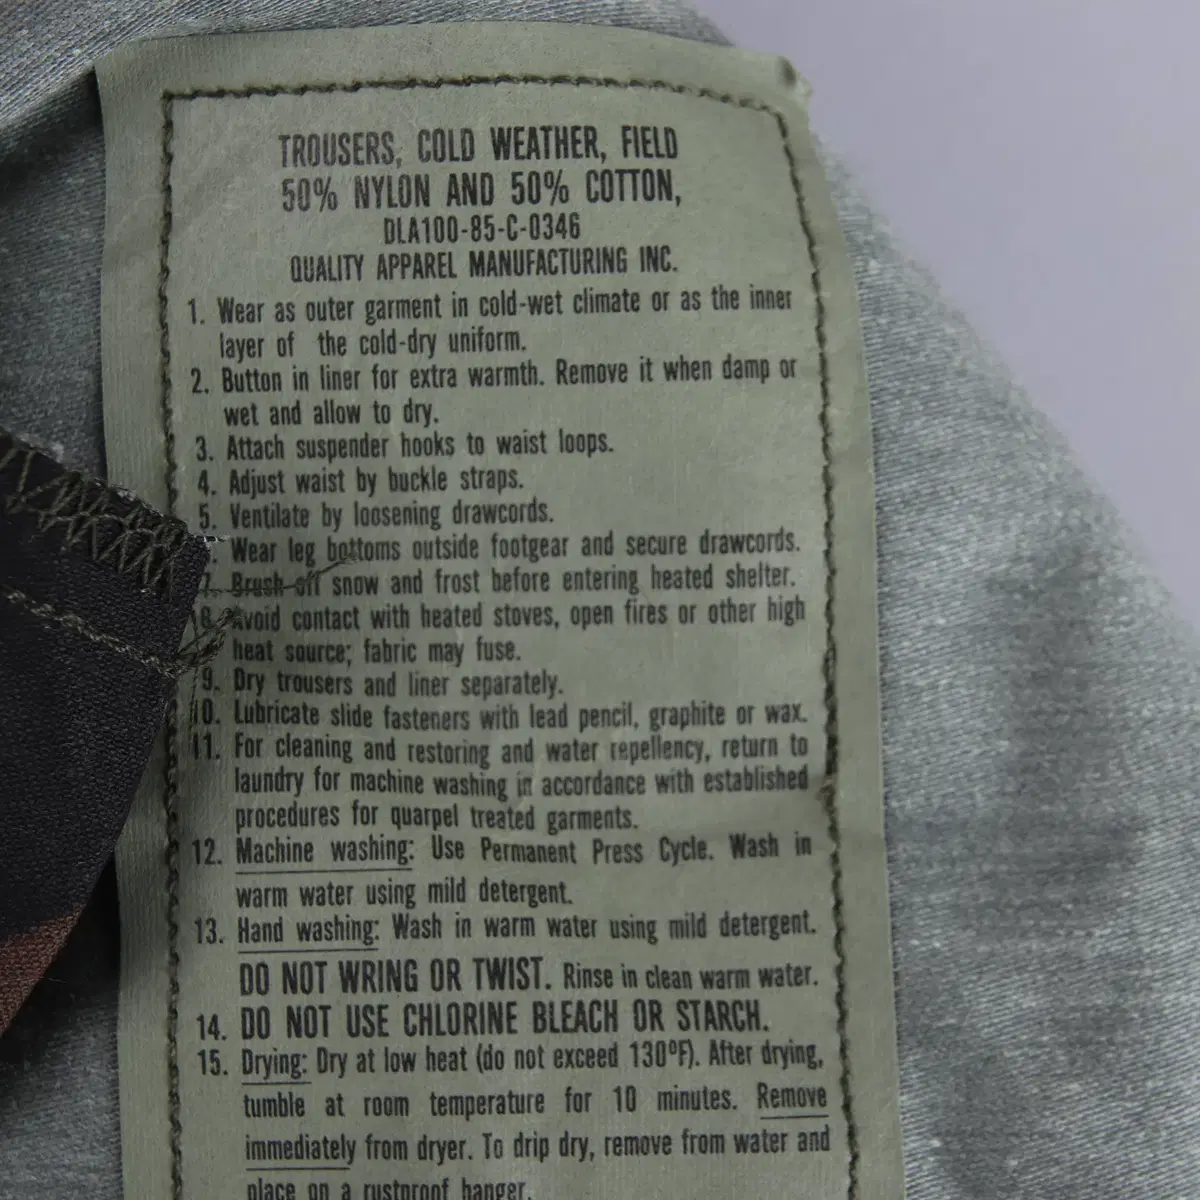 TROUSERS, COLD WEATHER, FIELD
50% NYLON AND 50% COTTON,
DLA100-85-C-0346
QUALITY APPAREL MANUFACTURING INC.
1. Wear as outer garment in cold-wet climate or as the inner
layer of the cold-dry uniform.
2. Button in liner for extra warmth. Remove it when damp or
wet and allow to dry.
3. Attach suspender hooks to waist loops.
4. Adjust waist by buckle straps.
5. Ventilate by loosening drawcords.
6. Wear leg bottoms outside footgear and secure drawcords.
7. Brush off snow and frost before entering heated shelter.
8. Avoid contact with heated stoves, open fires or other high
heat source; fabric may fuse.
9. Dry trousers and liner separately.
10. Lubricate slide fasteners with lead pencil, graphite or wax.
11. For cleaning and restoring and water repellency, return to
laundry for machine washing in accordance with established
procedures for quarpel treated garments.
12. Machine washing: Use Permanent Press Cycle. Wash in
warm water using mild detergent.
13. Hand washing: Wash in warm water using mild detergent.
DO NOT WRING OR TWIST. Rinse in clean warm water.
14. DO NOT USE CHLORINE BLEACH OR STARCH.
15. Drying: Dry at low heat (do not exceed 130ºF). After drying,
tumble at room temperature for 10 minutes. Remove
immediately from dryer. To drip dry, remove from water and
place on a rustproof hanger.